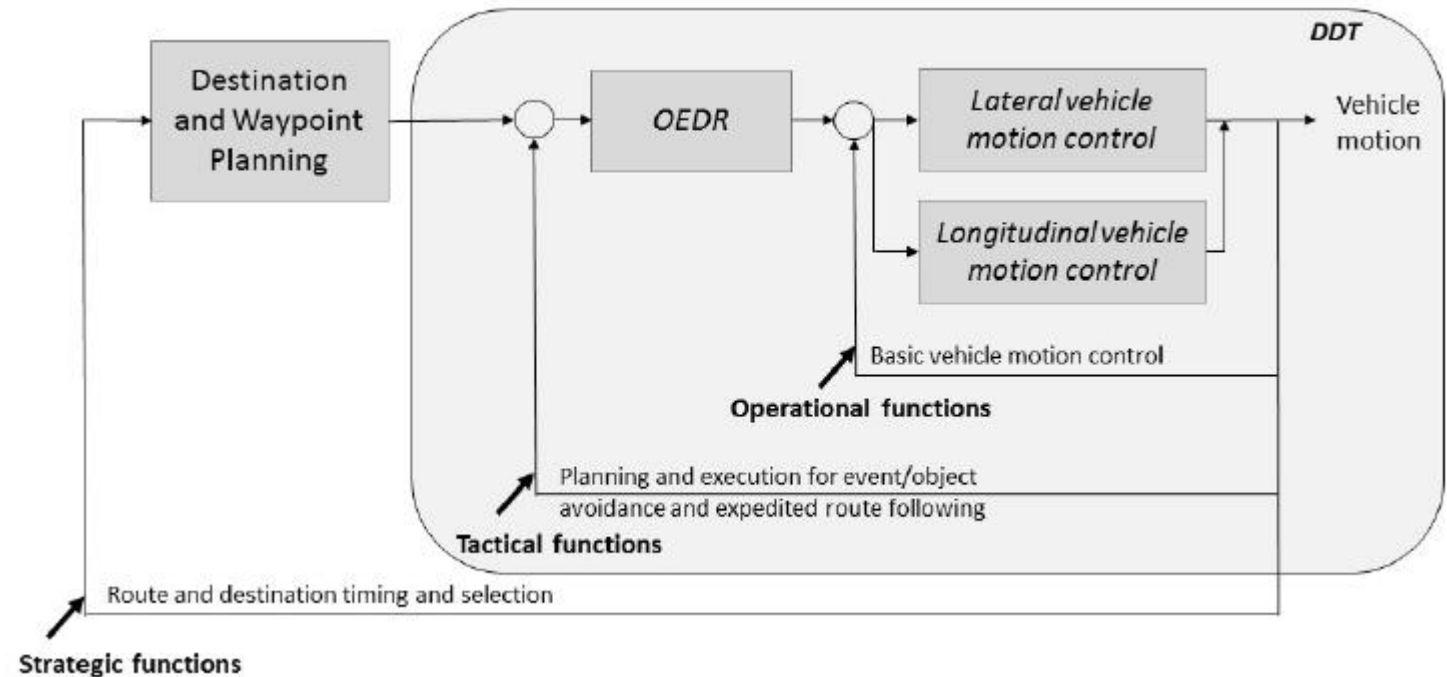 DDT
Destination
and Waypoint
Planning
OEDR
Lateral vehicle
motion control
Vehicle
motion
Longitudinal vehicle
motion control
Basic vehicle motion control
Operational functions
Planning and execution for event/object
avoidance and expedited route following
Tactical functions
Route and destination timing and selection
Strategic functions